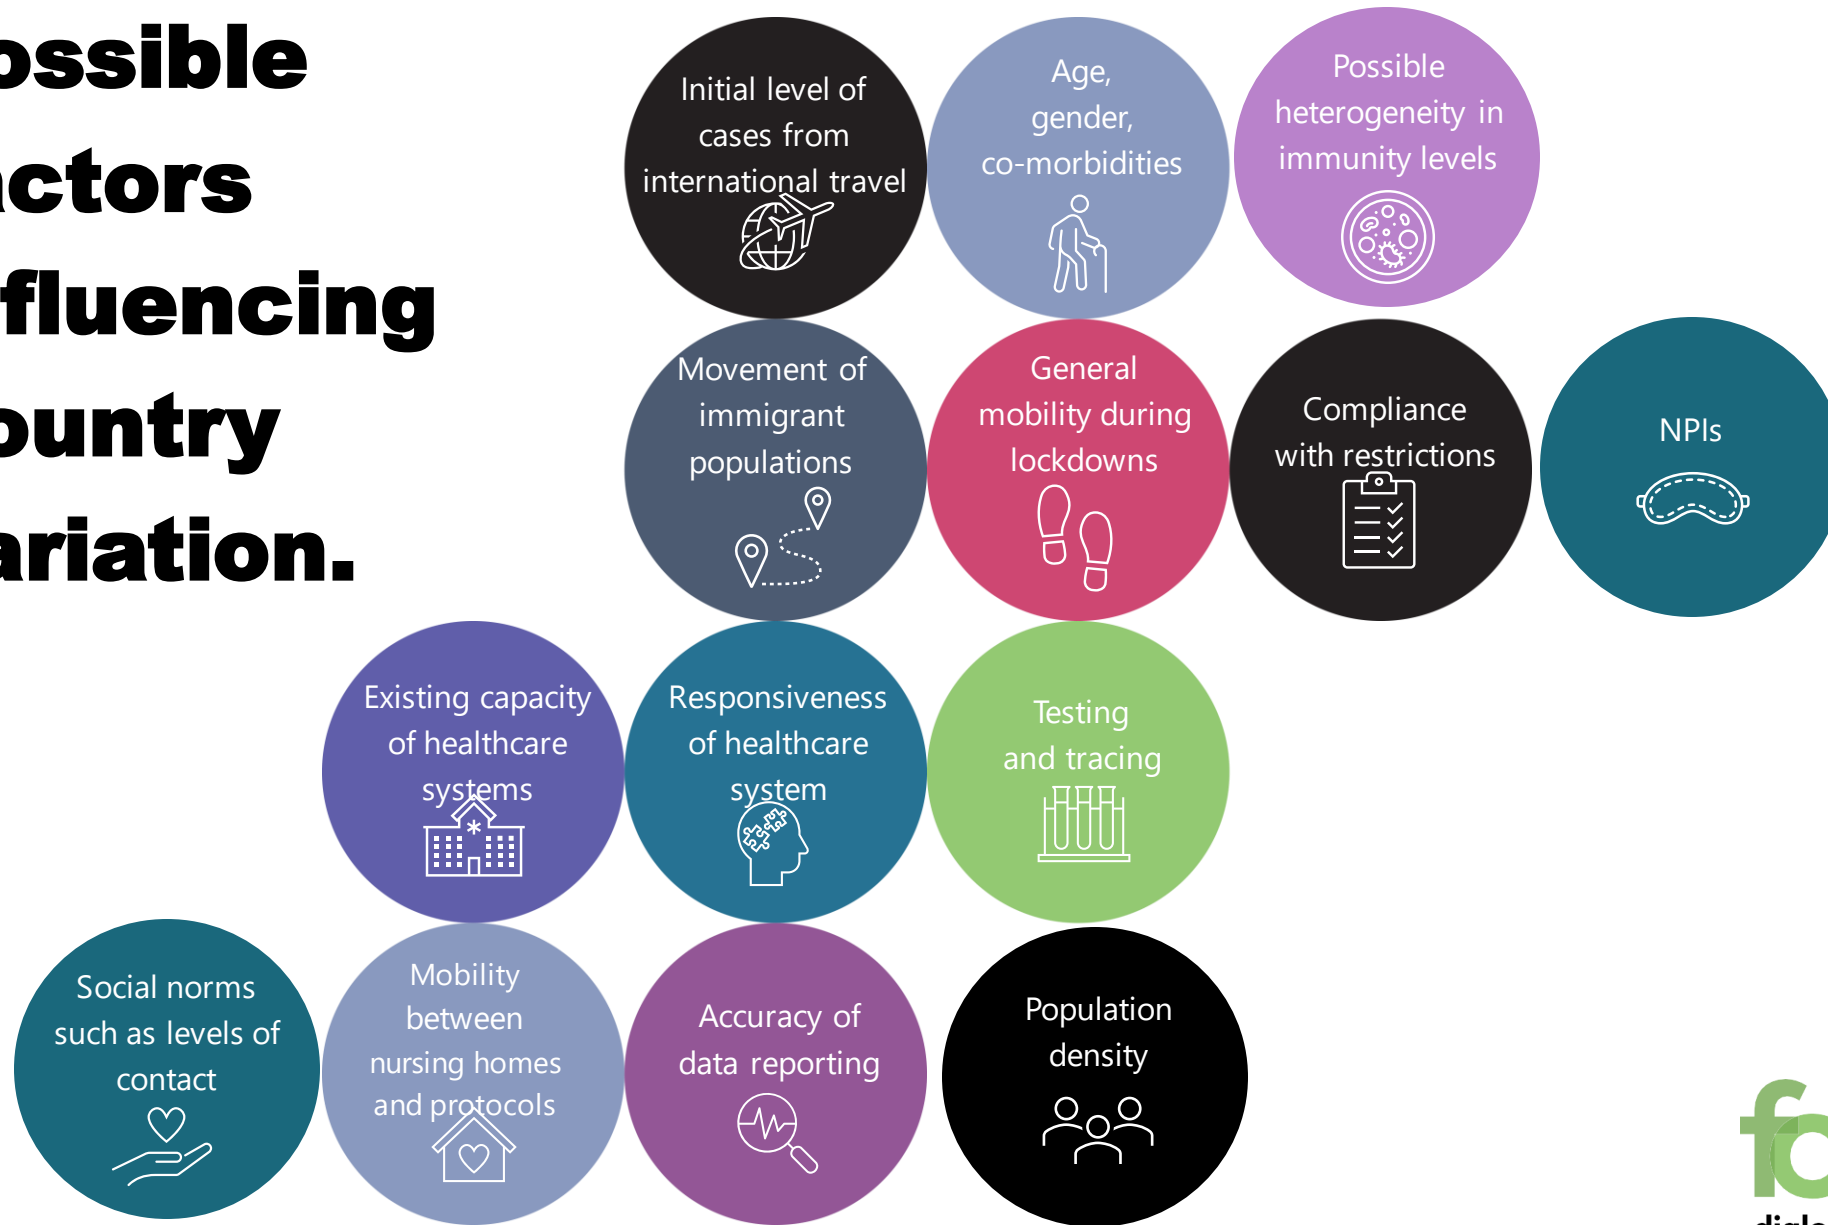 ossible
actors
fluencing
ountry
ariation.
Initial level of
cases from
international travel
Age,
gender,
co-morbidities
Possible
heterogeneity in
immunity levels
Movement of
immigrant
populations
General
mobility during
lockdowns
Compliance
with restrictions
NPIs
Existing capacity
of healthcare
systems
Responsiveness
of healthcare
system
Testing
and tracing
Social norms
such as levels of
contact
Mobility
between
nursing homes
and protocols
Accuracy of
data reporting
Population
density